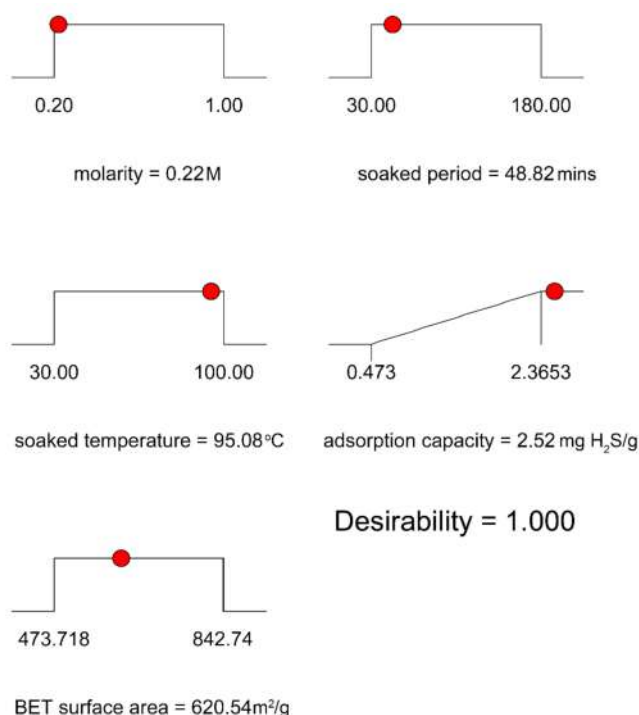 0.20 1.00
molarity = 0.22M
30.00 180.00
soaked period = 48.82 mins
30.00 100.00
soaked temperature = 95.08°C
0.473 2.3653
adsorption capacity = 2.52 mg H₂S/g
Desirability = 1.000
473.718 842.74
BET surface area = 620.54m²/g